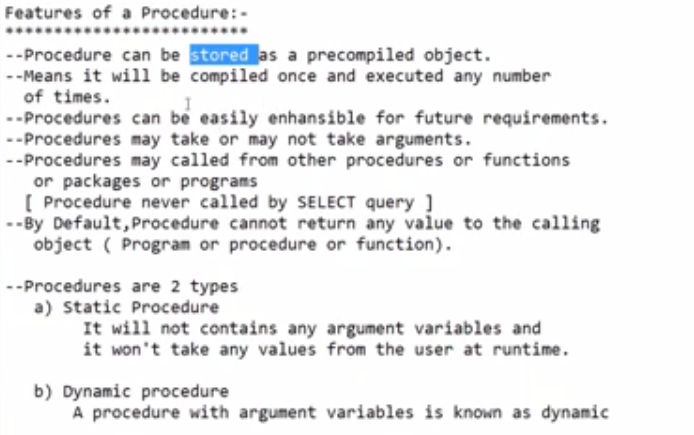 Features of a Procedure:-
**************************
--Procedure can be stored as a precompiled object.
--Means it will be compiled once and executed any number
of times.
--Procedures can be easily enhansible for future requirements.
--Procedures may take or may not take arguments.
--Procedures may called from other procedures or functions
or packages or programs
[ Procedure never called by SELECT query ]
--By Default,Procedure cannot return any value to the calling
object ( Program or procedure or function).
--Procedures are 2 types
a) Static Procedure
It will not contains any argument variables and
it won't take any values from the user at runtime.
b) Dynamic procedure
A procedure with argument variables is known as dynamic